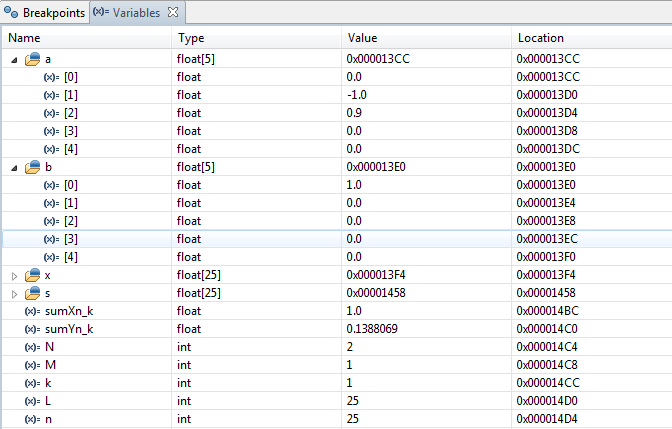 Breakpoints (x)= Variables
Name Type Value Location
a float[5] 0x000013CC 0x000013CC
(x)= [0] float 0.0 0x000013CC
(x)= [1] float -1.0 0x000013D0
(x)= [2] float 0.9 0x000013D4
(x)= [3] float 0.0 0x000013D8
(x)= [4] float 0.0 0x000013DC
b float[5] 0x000013E0 0x000013E0
(x)= [0] float 1.0 0x000013E0
(x)= [1] float 0.0 0x000013E4
(x)= [2] float 0.0 0x000013E8
(x)= [3] float 0.0 0x000013EC
(x)= [4] float 0.0 0x000013F0
x float[25] 0x000013F4 0x000013F4
s float[25] 0x00001458 0x00001458
(x)= sumXn_k float 1.0 0x000014BC
(x)= sumYn_k float 0.1388069 0x000014C0
(x)= N int 2 0x000014C4
(x)= M int 1 0x000014C8
(x)= k int 1 0x000014CC
(x)= L int 25 0x000014D0
(x)= n int 25 0x000014D4